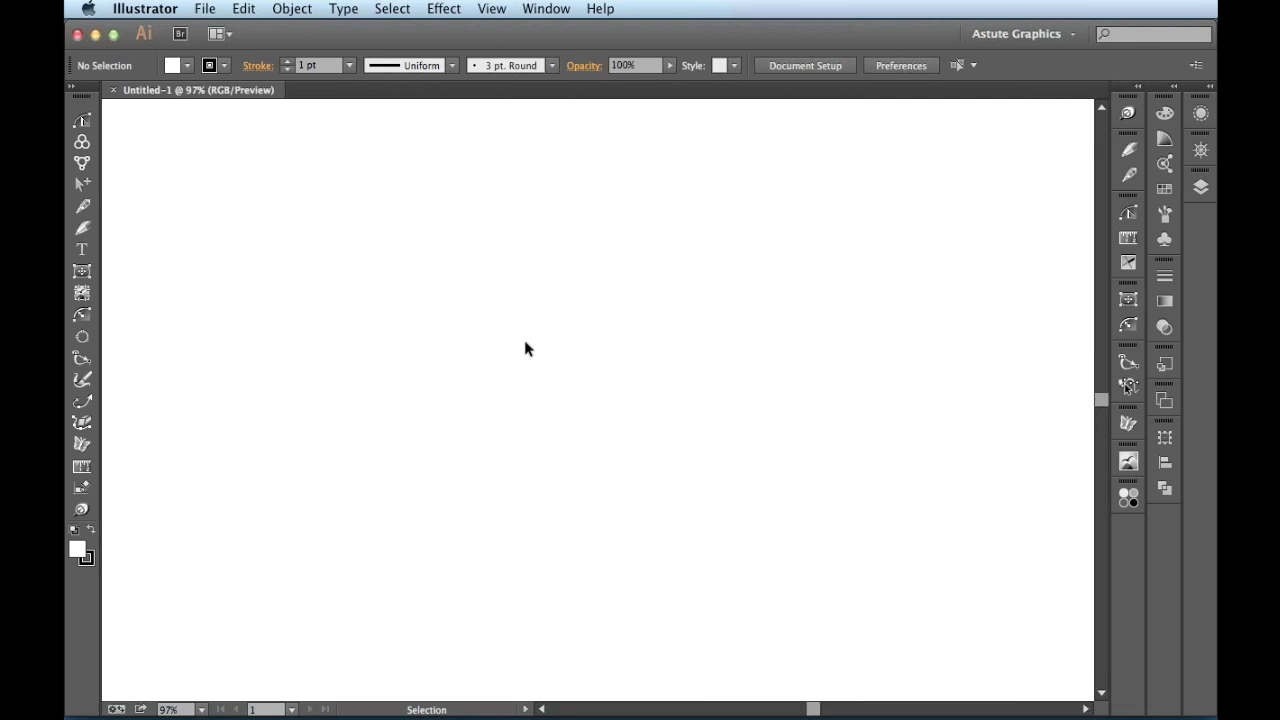 Illustrator File Edit Object Type Select Effect View Window Help
Ai Br Astute Graphics
No Selection Stroke: 1 pt Uniform 3 pt. Round Opacity: 100% Style: Document Setup Preferences
× Untitled-1 @ 97% (RGB/Preview)
T
97% 1 Selection